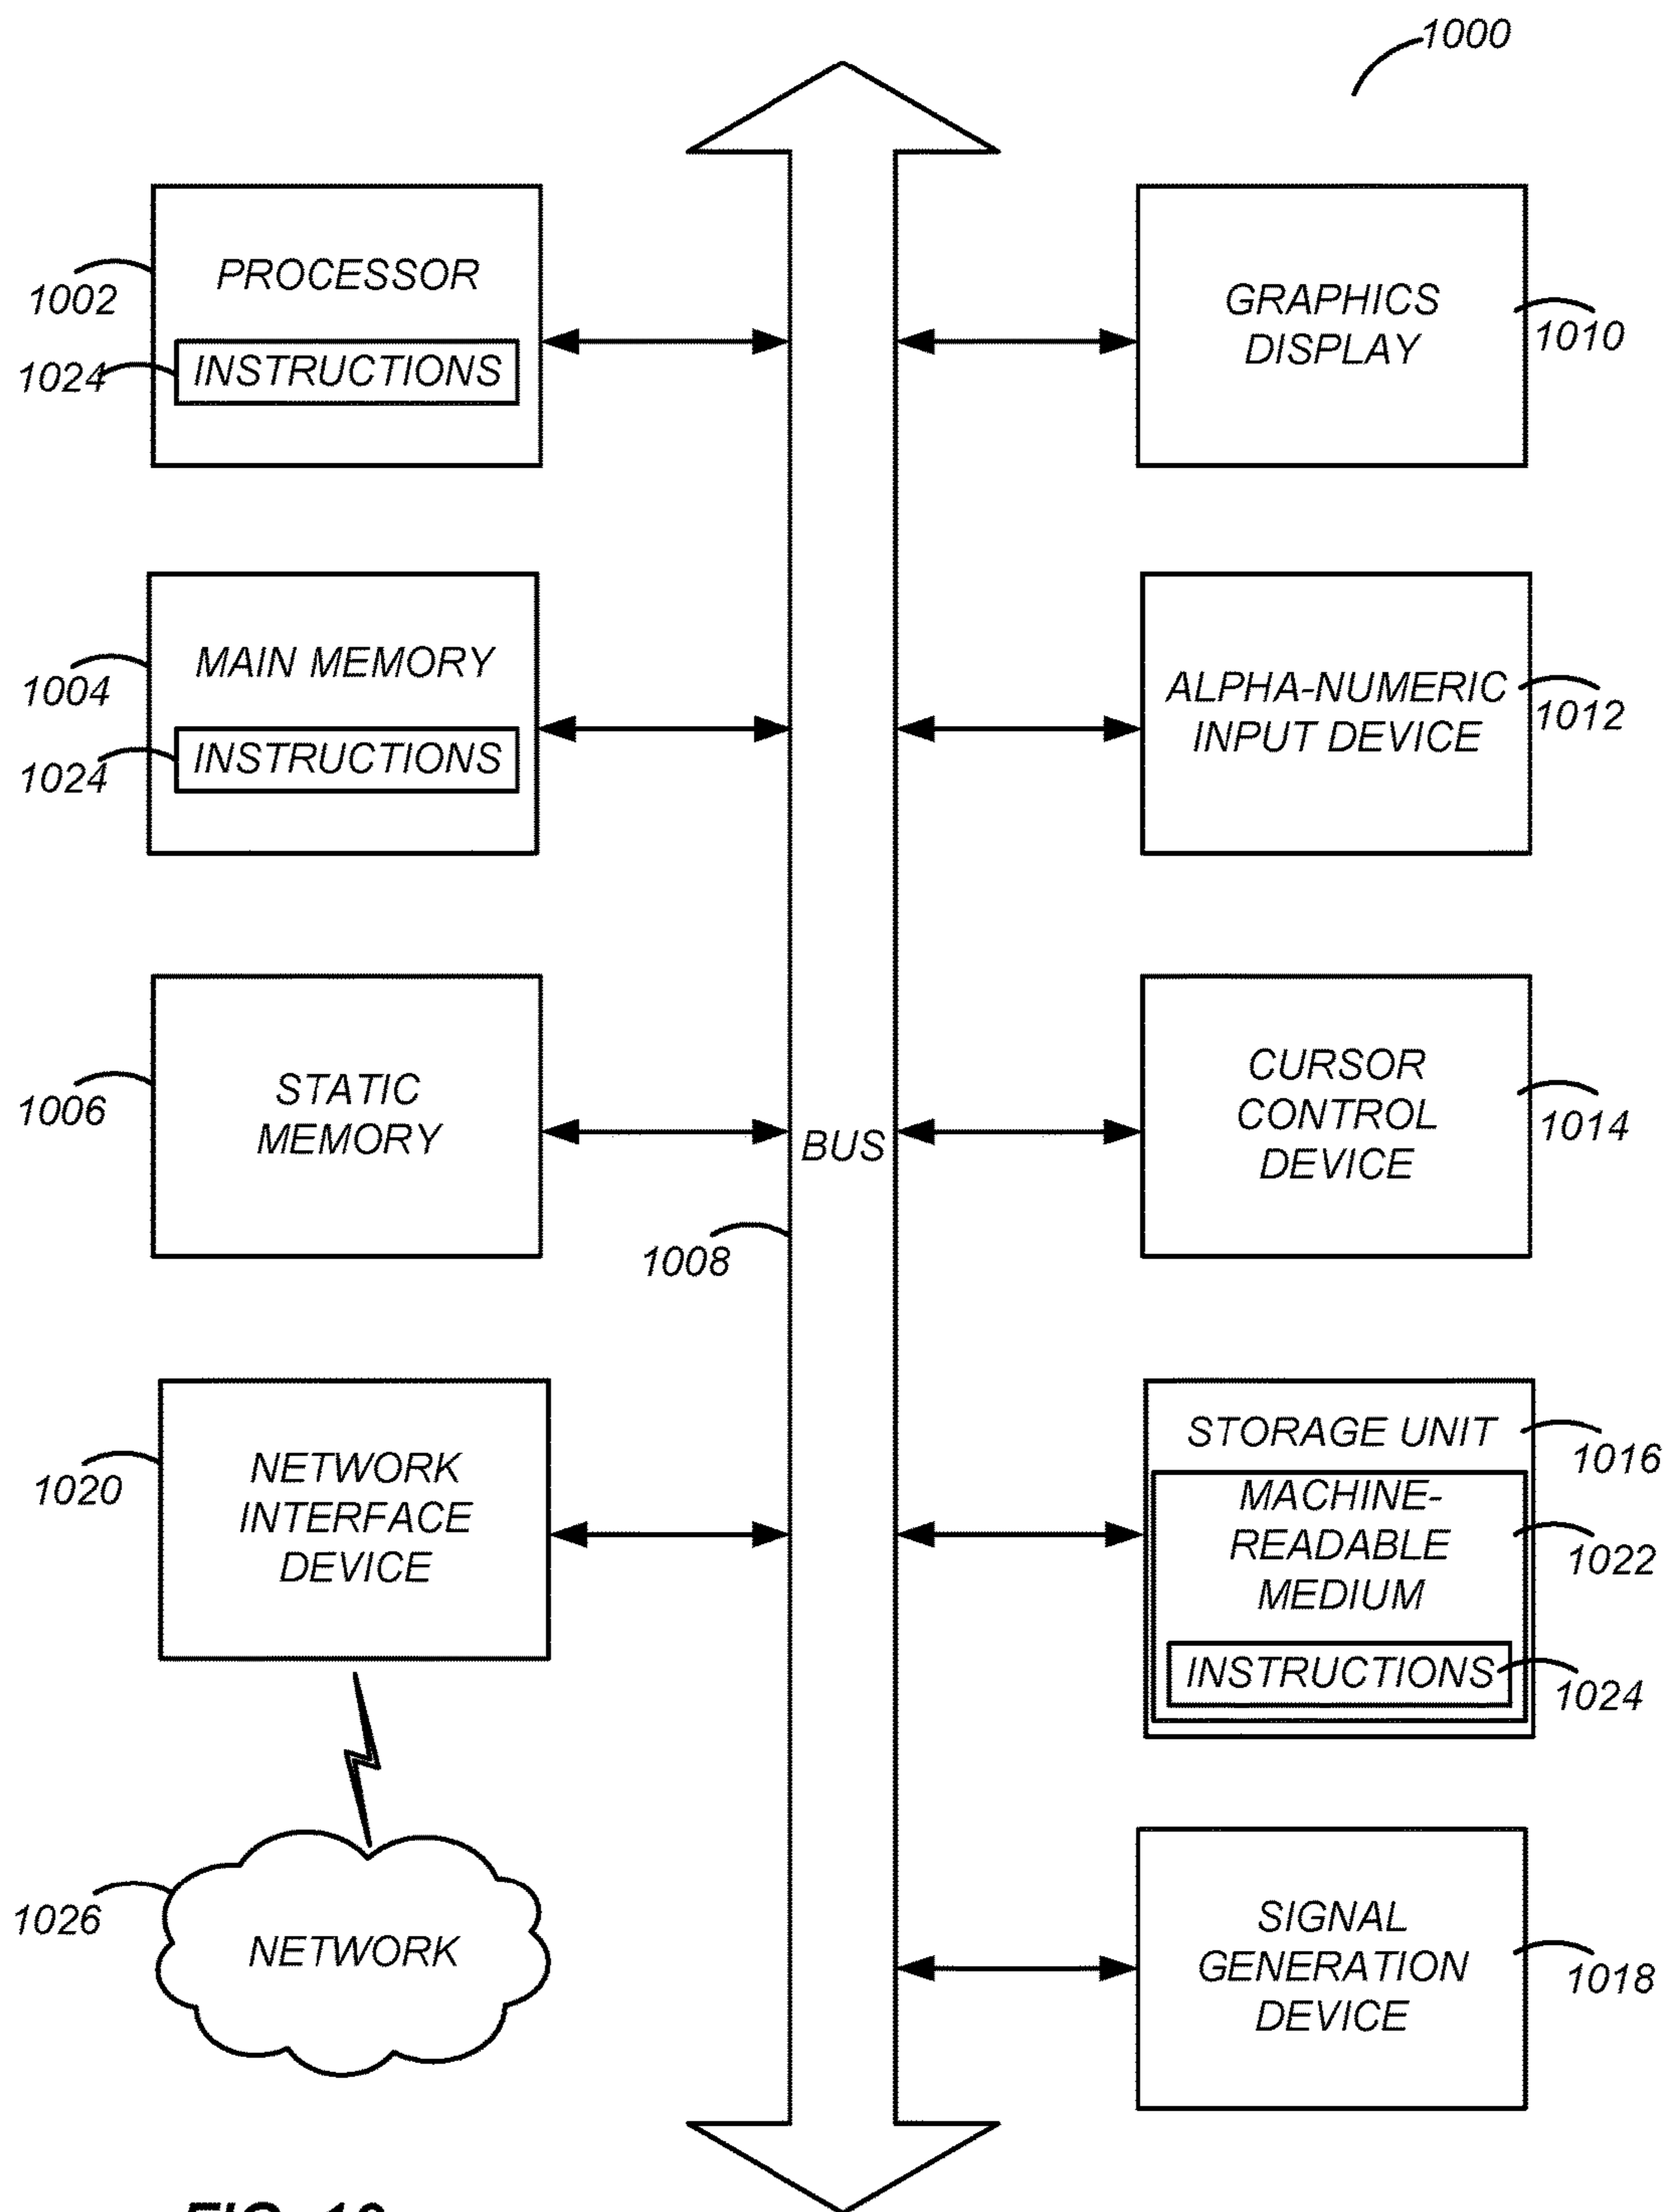 1000
PROCESSOR
1002
1024
INSTRUCTIONS
GRAPHICS
DISPLAY
1010
MAIN MEMORY
1004
1024
INSTRUCTIONS
ALPHA-NUMERIC
INPUT DEVICE
1012
STATIC
MEMORY
1006
BUS
1008
CURSOR
CONTROL
DEVICE
1014
NETWORK
INTERFACE
DEVICE
1020
STORAGE UNIT
1016
MACHINE-
READABLE
MEDIUM
1022
INSTRUCTIONS
1024
NETWORK
1026
SIGNAL
GENERATION
DEVICE
1018